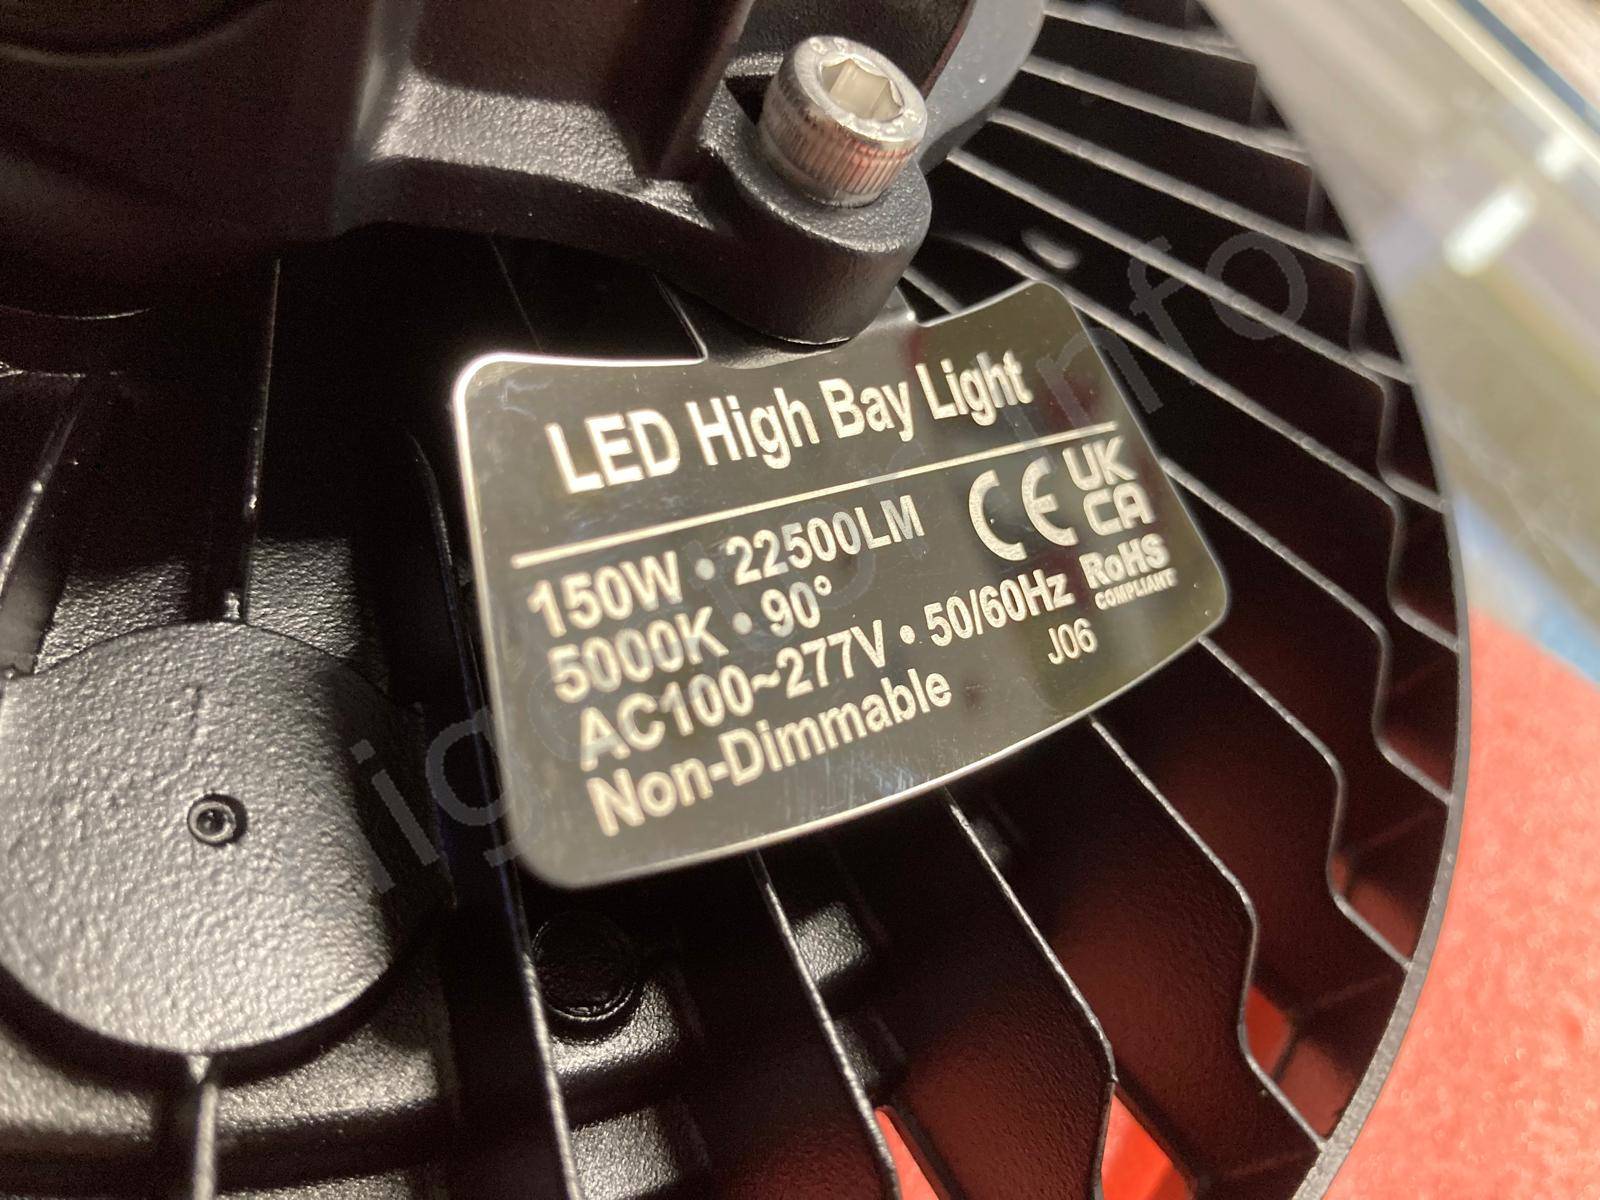 LED High Bay Light
150W • 22500LM
5000K • 90°
AC100~277V • 50/60Hz
Non-Dimmable
CE
UK
CA
RoHS
COMPLIANT
J06